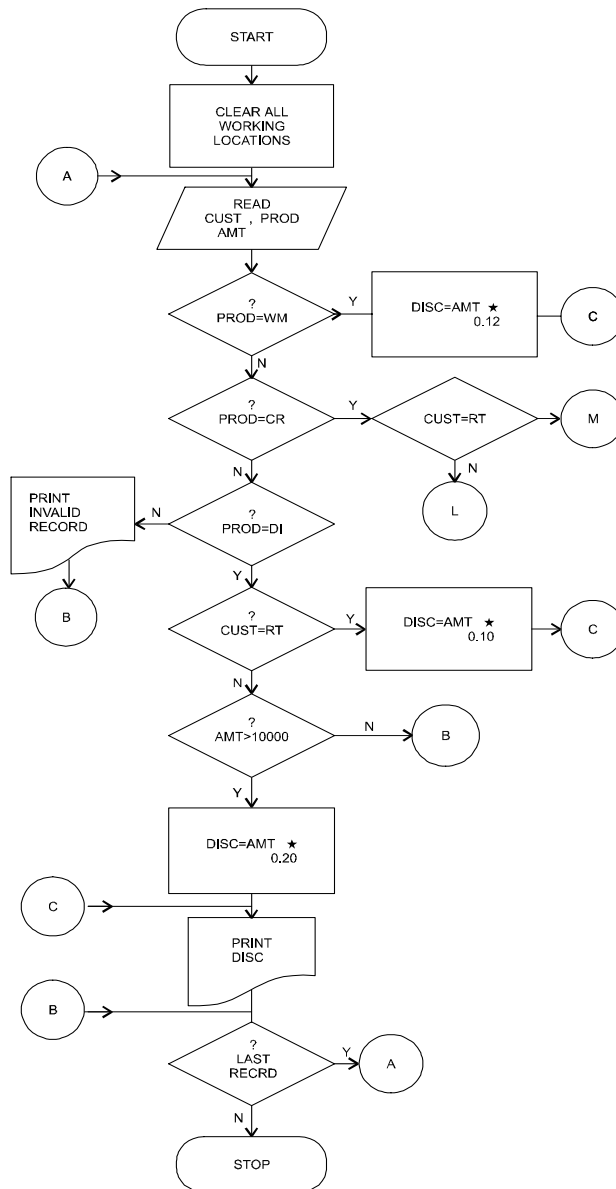 START
CLEAR ALL
WORKING
LOCATIONS
A
READ
CUST , PROD
AMT
?
PROD=WM
Y
DISC=AMT ★
0.12
C
N
?
PROD=CR
Y
CUST=RT
M
N
N
L
PRINT
INVALID
RECORD
N
?
PROD=DI
B
Y
?
CUST=RT
Y
DISC=AMT ★
0.10
C
N
?
AMT>10000
N
B
Y
DISC=AMT ★
0.20
C
PRINT
DISC
B
?
LAST
RECRD
Y
A
N
STOP